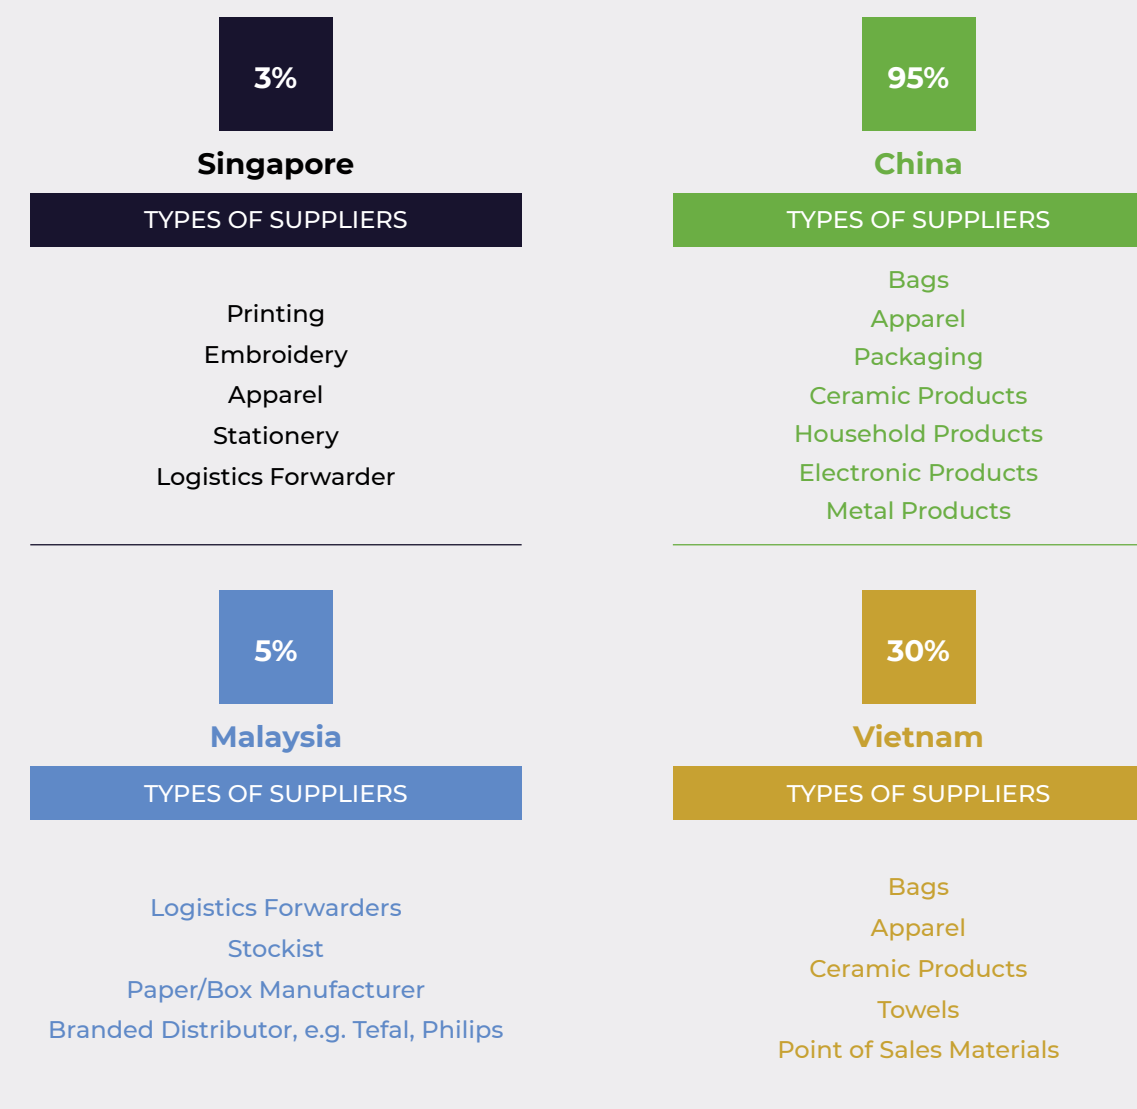 3%
Singapore
TYPES OF SUPPLIERS
Printing
Embroidery
Apparel
Stationery
Logistics Forwarder
95%
China
TYPES OF SUPPLIERS
Bags
Apparel
Packaging
Ceramic Products
Household Products
Electronic Products
Metal Products
5%
Malaysia
TYPES OF SUPPLIERS
Logistics Forwarders
Stockist
Paper/Box Manufacturer
Branded Distributor, e.g. Tefal, Philips
30%
Vietnam
TYPES OF SUPPLIERS
Bags
Apparel
Ceramic Products
Towels
Point of Sales Materials